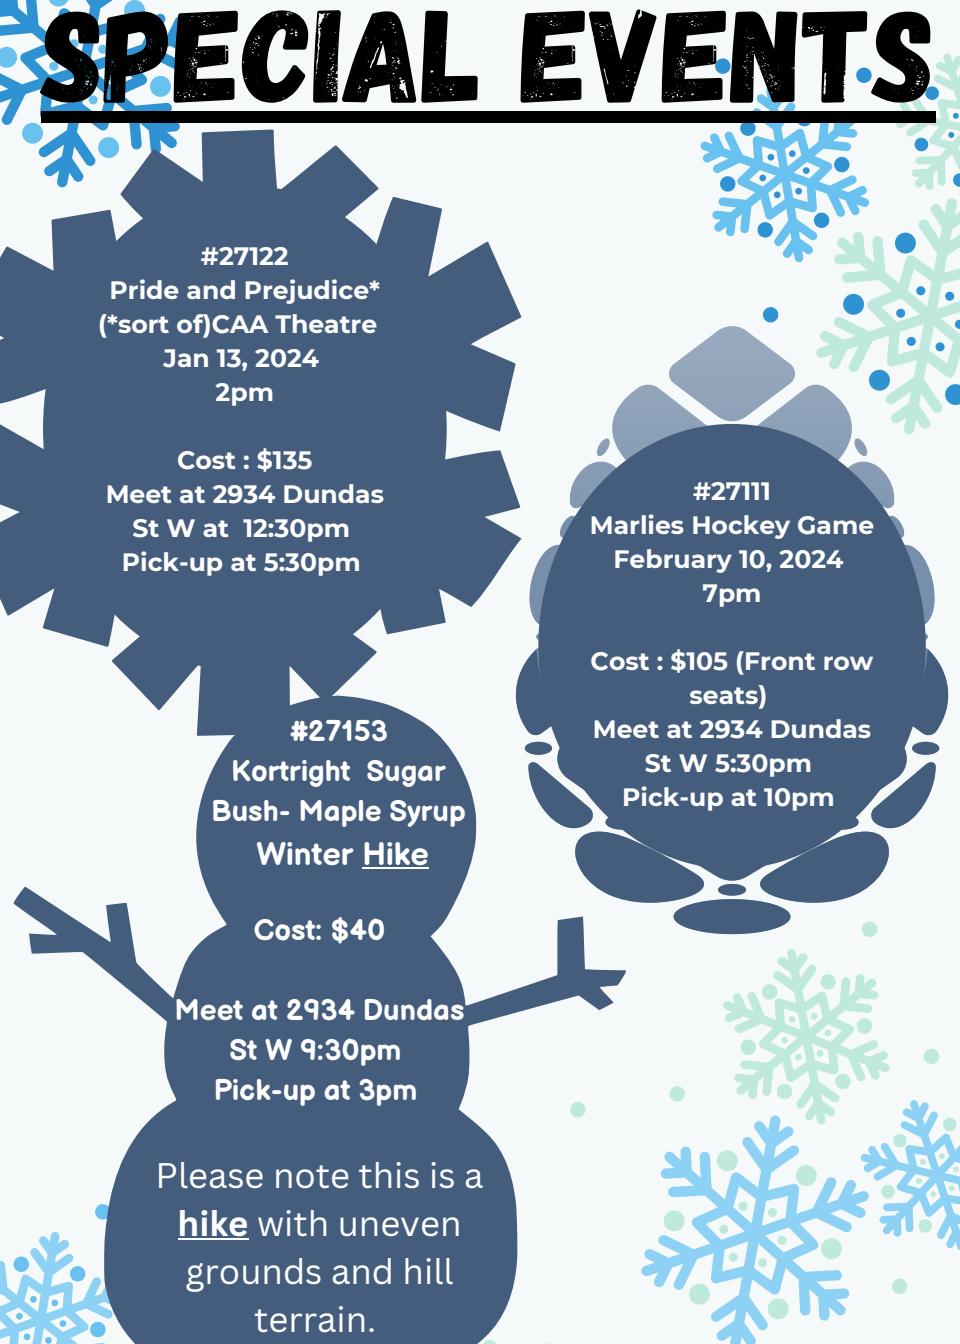 SPECIAL EVENTS
#27122
Pride and Prejudice*
(*sort of)CAA Theatre
Jan 13, 2024
2pm
Cost : $135
Meet at 2934 Dundas
St W at 12:30pm
Pick-up at 5:30pm
#27111
Marlies Hockey Game
February 10, 2024
7pm
Cost : $105 (Front row
seats)
Meet at 2934 Dundas
St W 5:30pm
Pick-up at 10pm
#27153
Kortright Sugar
Bush- Maple Syrup
Winter Hike
Cost: $40
Meet at 2934 Dundas
St W 9:30pm
Pick-up at 3pm
Please note this is a
hike with uneven
grounds and hill
terrain.